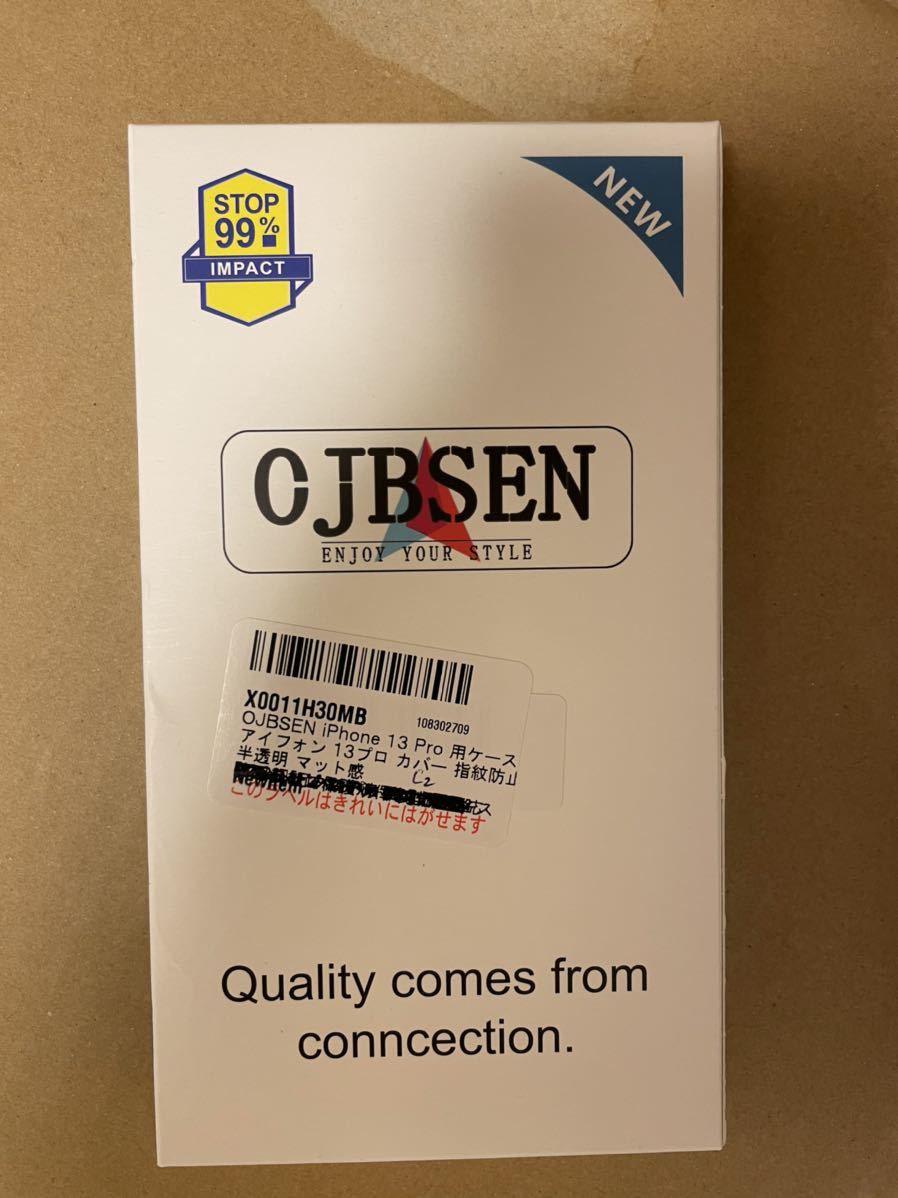 STOP
99%
IMPACT
NEW
OJBSEN
ENJOY YOUR STYLE
X0011H30MB 108302709
OJBSEN iPhone 13 Pro 用ケース
アイフォン 13プロ カバー 指紋防止
半透明 マット感
Newitem
このラベルはきれいにはがせます
Quality comes from
conncection.